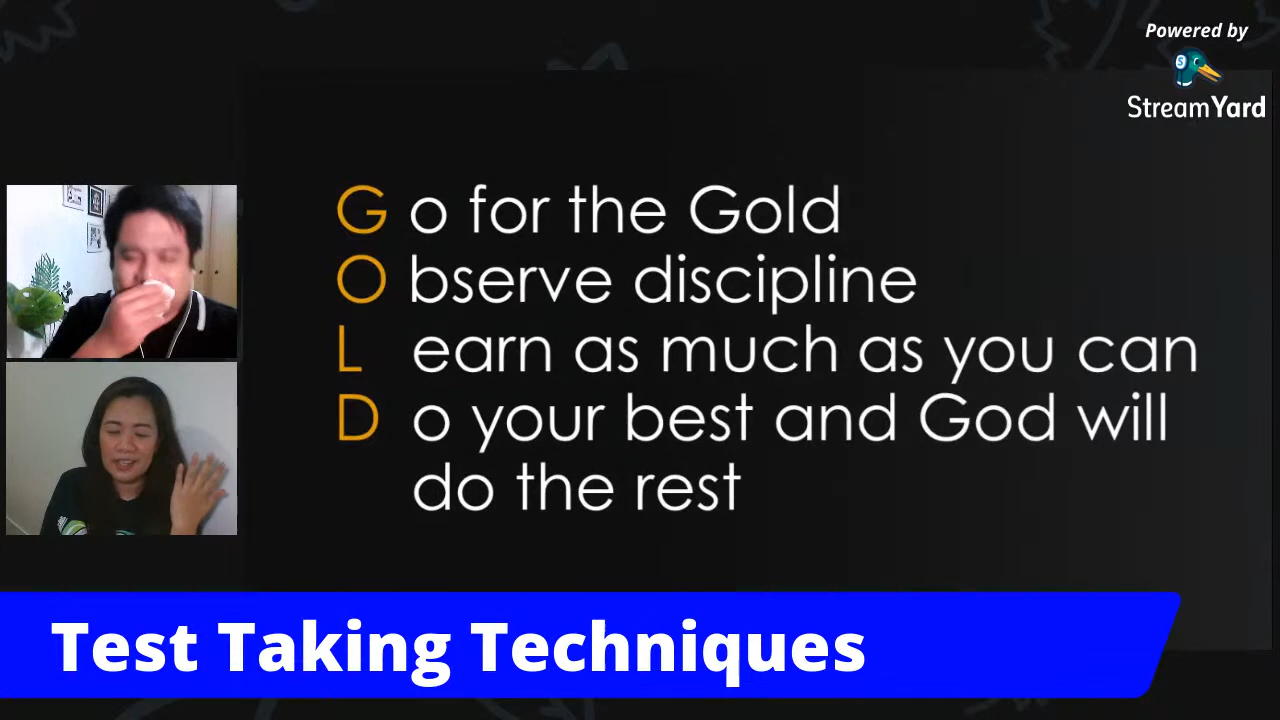 Powered by
StreamYard
G o for the Gold
O bserve discipline
L earn as much as you can
D o your best and God will
do the rest
Test Taking Techniques